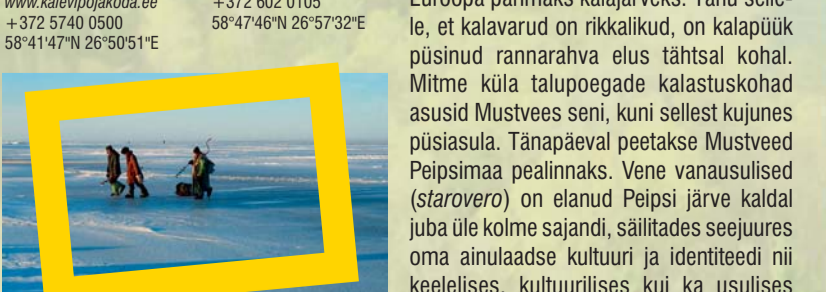 www.kalevipojakoda.ee
+372 5740 0500
58°41'47"N 26°50'51"E
+372 602 0105
58°47'46"N 26°57'32"E
Euroopa parimaks kalajärveks. Tänu selle-
le, et kalavarud on rikkalikud, on kalapüük
püsinud rannarahva elus tähtsal kohal.
Mitme küla talupoegade kalastuskohad
asusid Mustvees seni, kuni sellest kujunes
püsiasula. Tänapäeval peetakse Mustveed
Peipsimaa pealinnaks. Vene vanausulised
(starovero) on elanud Peipsi järve kaldal
juba üle kolme sajandi, säilitades seejuures
oma ainulaadse kultuuri ja identiteedi nii
keelelises, kultuurilises kui ka usulises